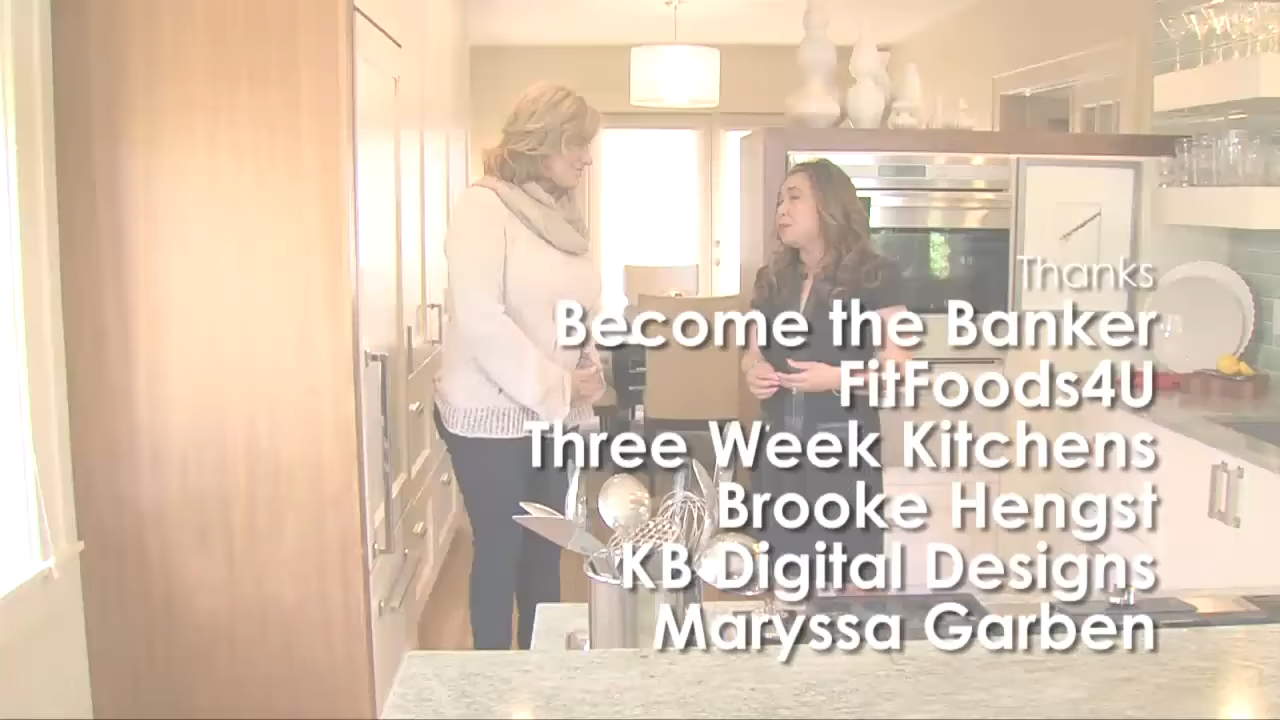 Thanks
Become the Banker
FitFoods4U
Three Week Kitchens
Brooke Hengst
KB Digital Designs
Maryssa Garben